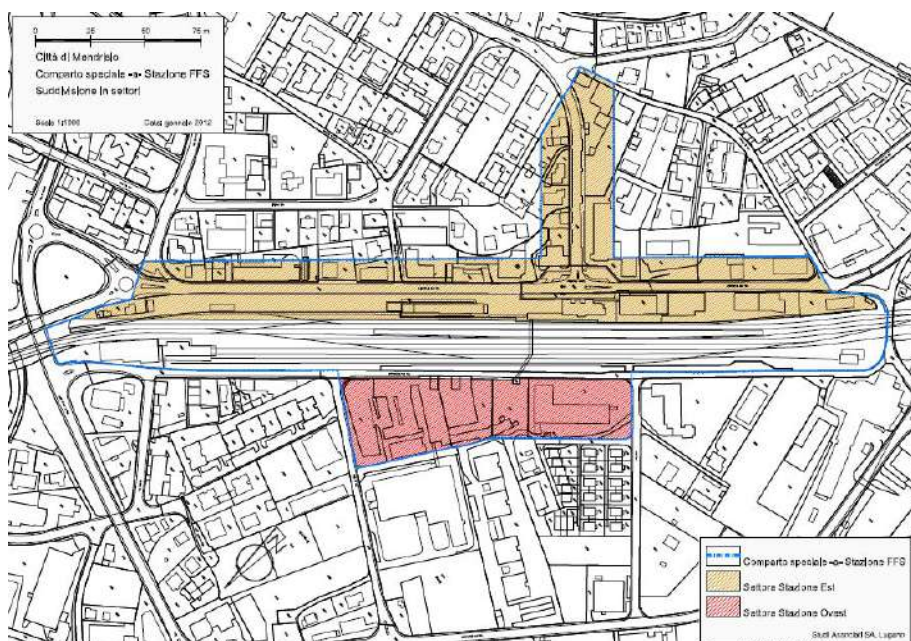 0 25 50 75 m
Città di Mendrisio
Comparto speciale -a- Stazione FFS
Suddivisione in settori
Scala 1:1000 Data: gennaio 2012
Comparto speciale -a- Stazione FFS
Settore Stazione Est
Settore Stazione Ovest
Studi Associati SA, Lugano